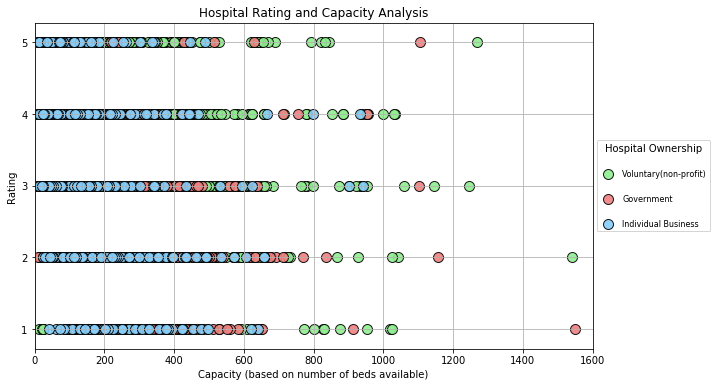 Hospital Rating and Capacity Analysis
5
4
3
2
1
Rating
0 200 400 600 800 1000 1200 1400 1600
Capacity (based on number of beds available)
Hospital Ownership
Voluntary(non-profit)
Government
Individual Business